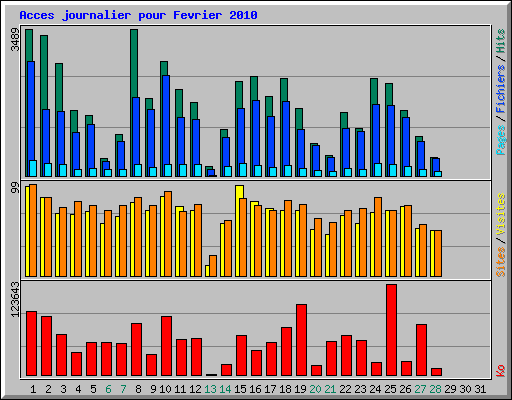 Acces journalier pour Fevrier 2010
3489
Pages / Fichiers / Hits
99
Sites / Visites
123643
Ko
1 2 3 4 5 6 7 8 9 10 11 12 13 14 15 16 17 18 19 20 21 22 23 24 25 26 27 28 29 30 31